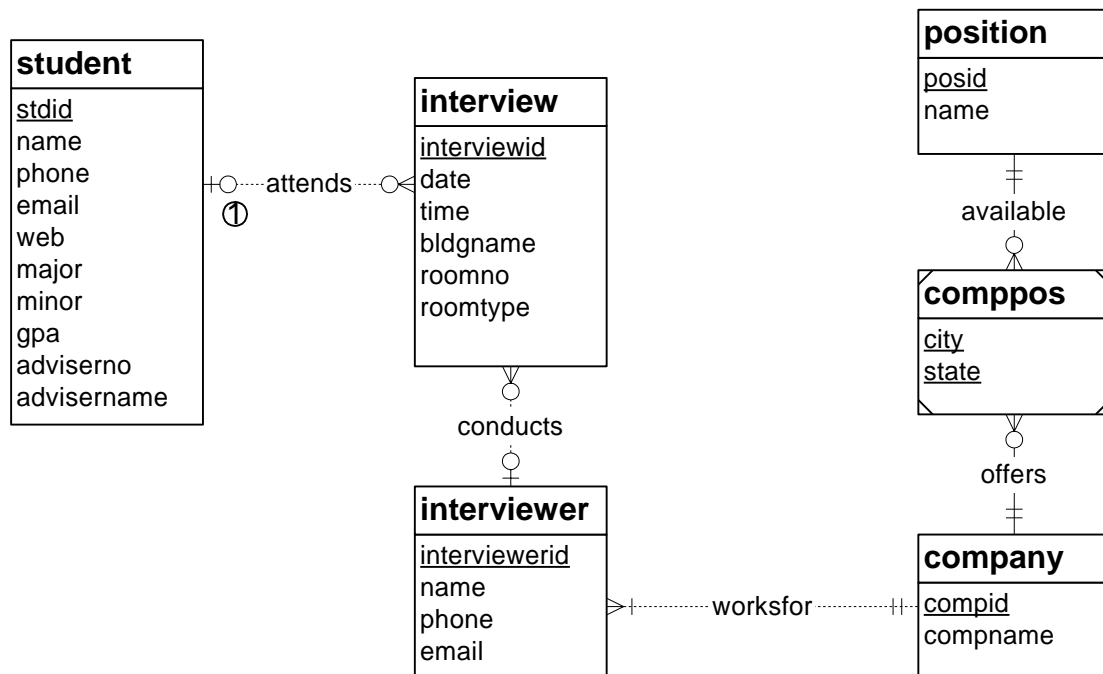 student
stdid
name
phone
email
web
major
minor
gpa
adviserno
advisername
attends
①
interview
interviewid
date
time
bldgname
roomno
roomtype
conducts
interviewer
interviewerid
name
phone
email
worksfor
position
posid
name
available
comppos
city
state
offers
company
compid
compname